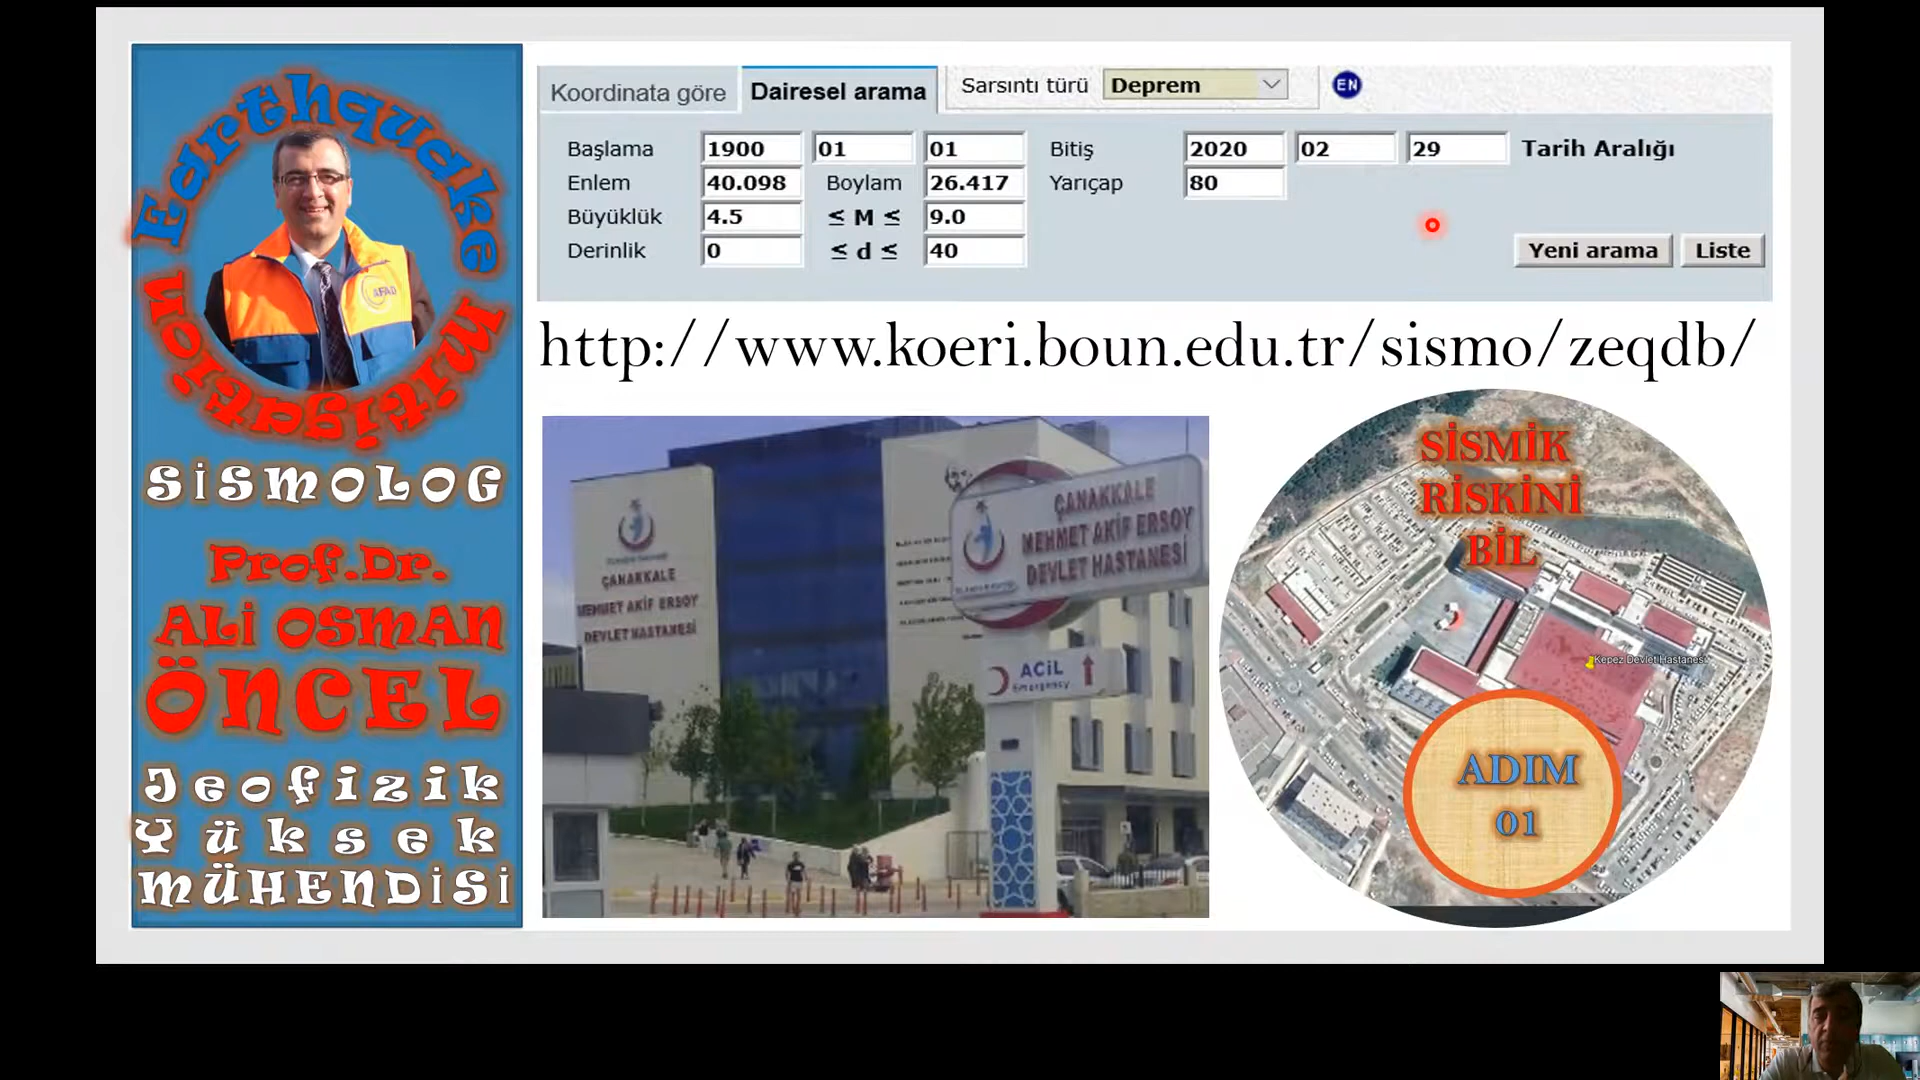 Earthquake Mitigation
SİSMOLOG
Prof.Dr.
ALİ OSMAN
ÖNCEL
Jeofizik
Yüksek
MÜHENDİSİ
AFAD
Koordinata göre
Dairesel arama
Sarsıntı türü
Deprem
EN
Başlama 1900 01 01 Bitiş 2020 02 29 Tarih Aralığı
Enlem 40.098 Boylam 26.417 Yarıçap 80
Büyüklük 4.5 ≤ M ≤ 9.0
Derinlik 0 ≤ d ≤ 40
Yeni arama Liste
http://www.koeri.boun.edu.tr/sismo/zeqdb/
ÇANAKKALE
MEHMET AKİF ERSOY
DEVLET HASTANESİ
ÇANAKKALE
MEHMET AKİF ERSOY
DEVLET HASTANESİ
ACİL
Emergency
SİSMİK
RİSKİNİ
BİL
Kepez Devlet Hastanesi
ADIM
01